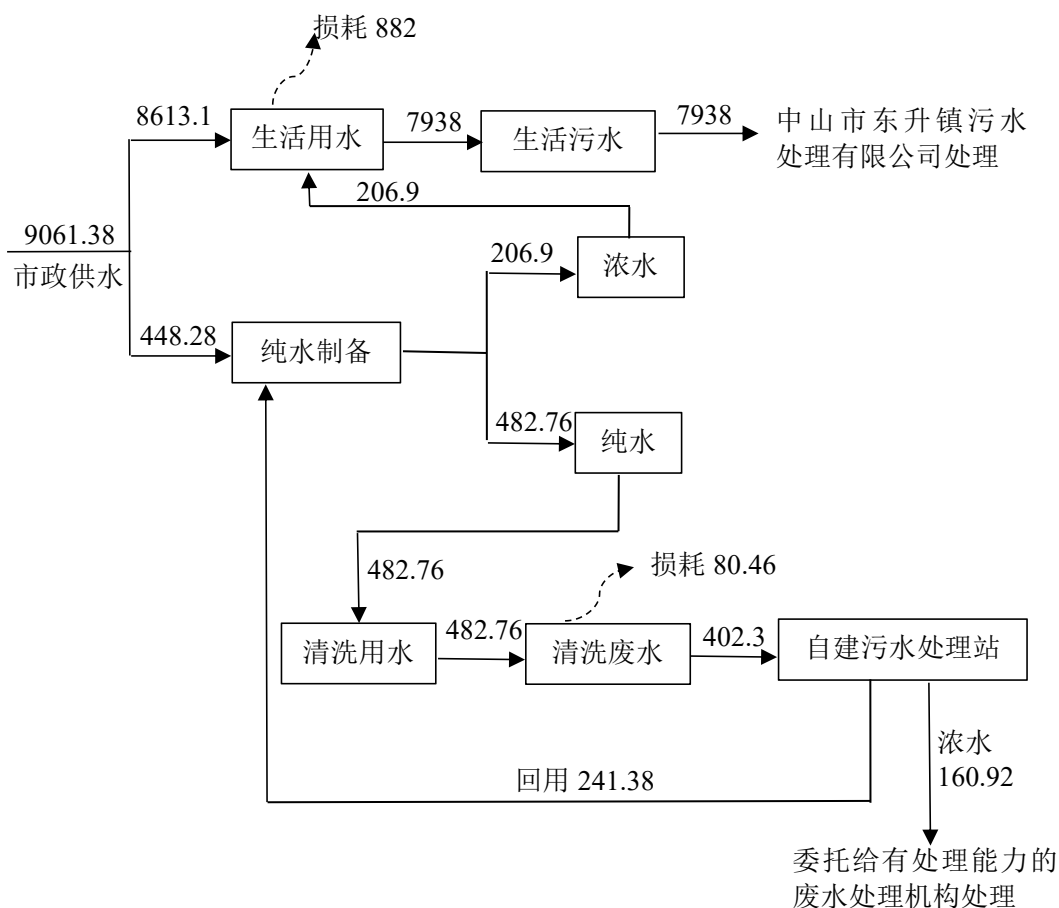 损耗 882
8613.1
生活用水
7938
生活污水
7938
中山市东升镇污水
处理有限公司处理
206.9
9061.38
市政供水
206.9
浓水
448.28
纯水制备
482.76
纯水
482.76
损耗 80.46
清洗用水
482.76
清洗废水
402.3
自建污水处理站
浓水
160.92
回用 241.38
委托给有处理能力的
废水处理机构处理